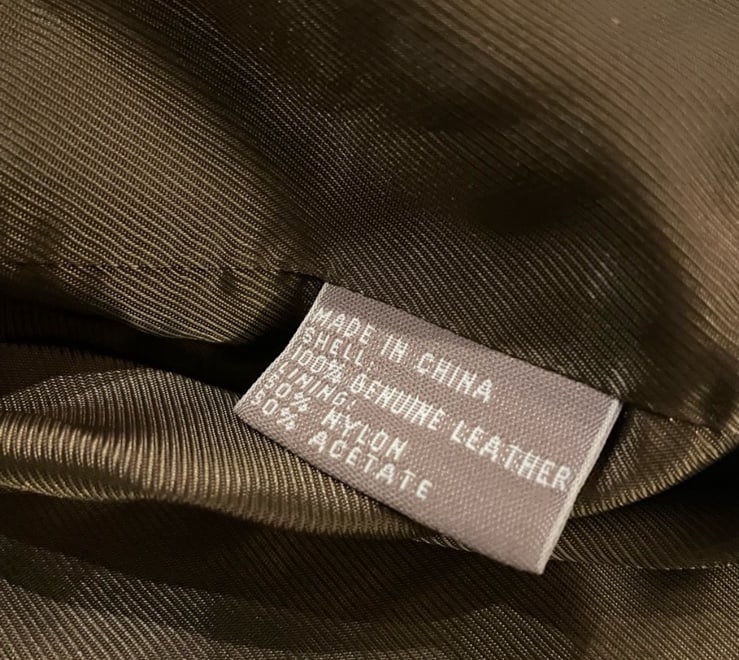 MADE IN CHINA
SHELL:
100% GENUINE LEATHER
LINING:
50% NYLON
50% ACETATE